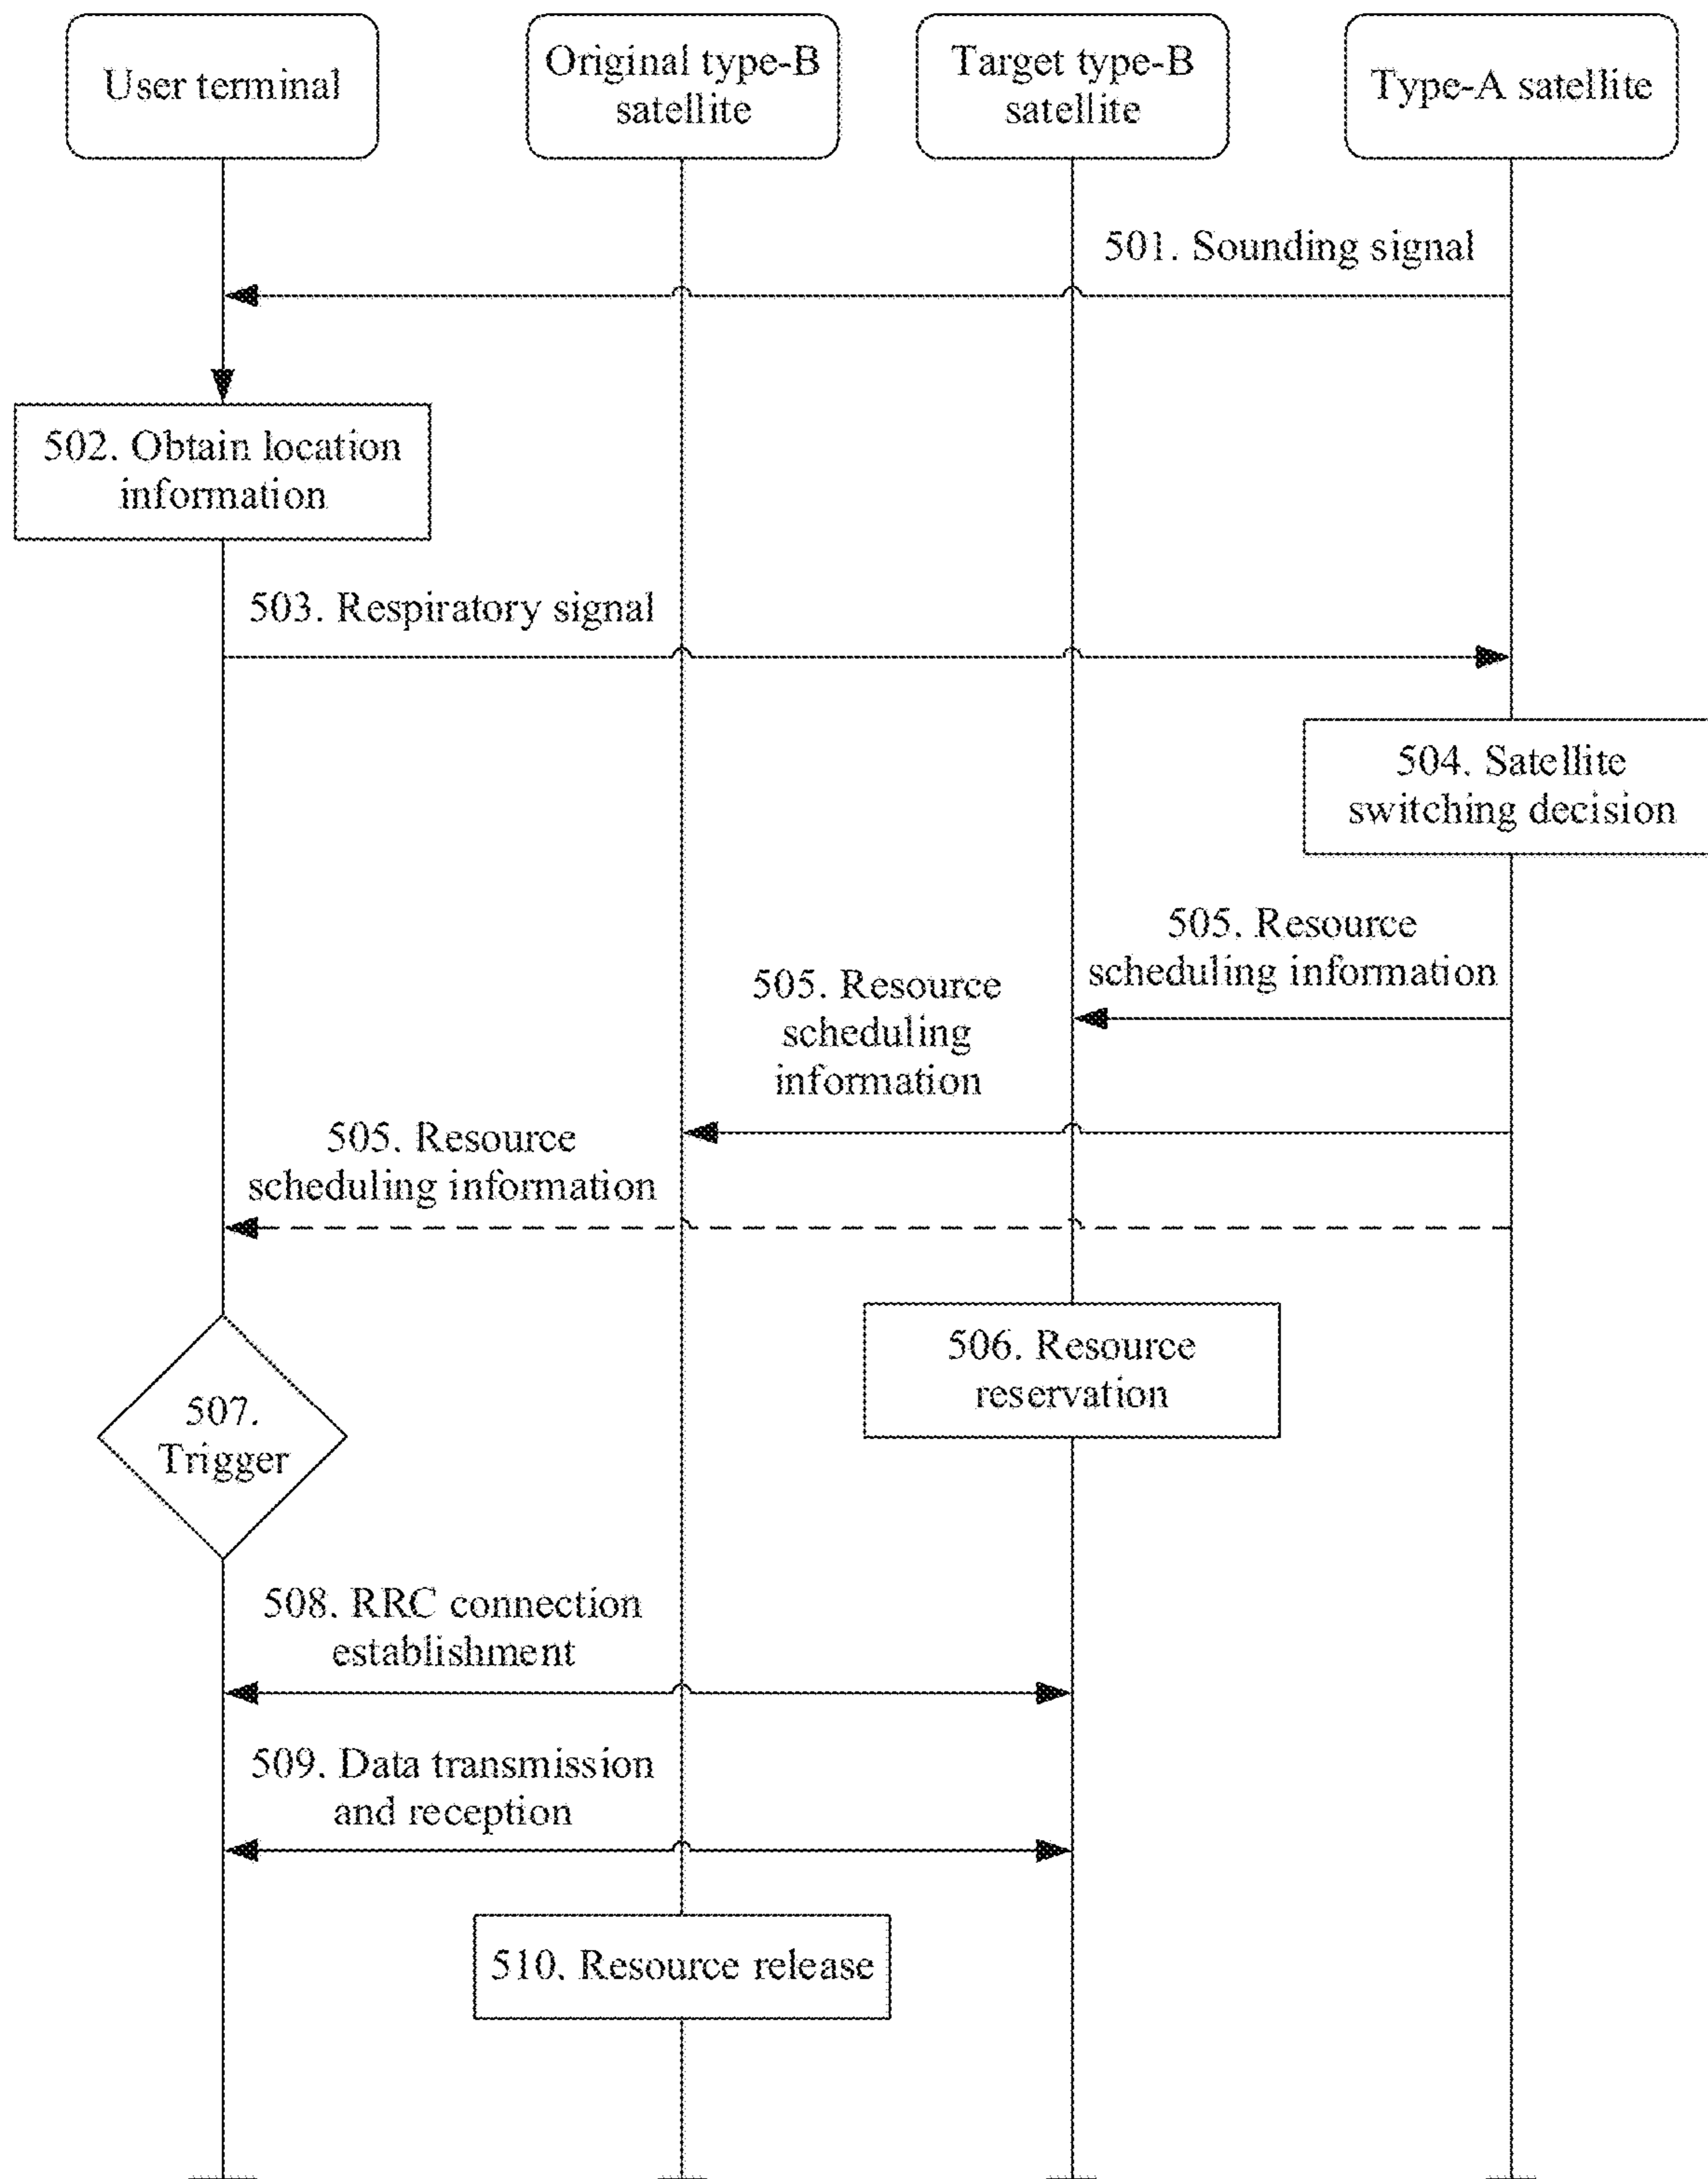 User terminal
Original type-B
satellite
Target type-B
satellite
Type-A satellite
501. Sounding signal
502. Obtain location
information
503. Respiratory signal
504. Satellite
switching decision
505. Resource
scheduling information
505. Resource
scheduling
information
505. Resource
scheduling information
506. Resource
reservation
507.
Trigger
508. RRC connection
establishment
509. Data transmission
and reception
510. Resource release